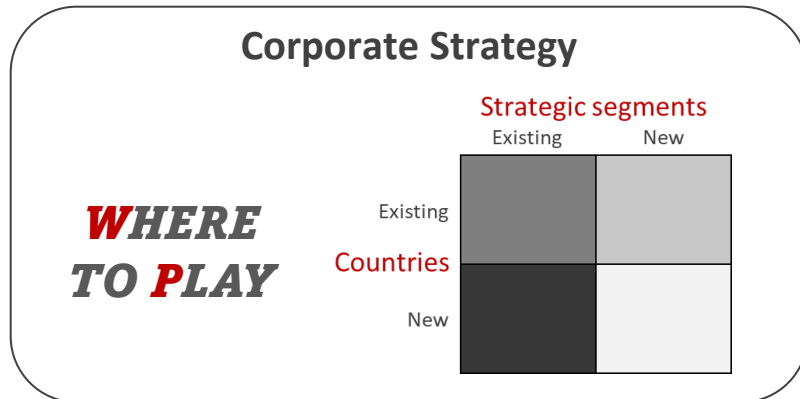 Corporate Strategy
Strategic segments
Existing New
WHERE
TO PLAY
Existing
Countries
New